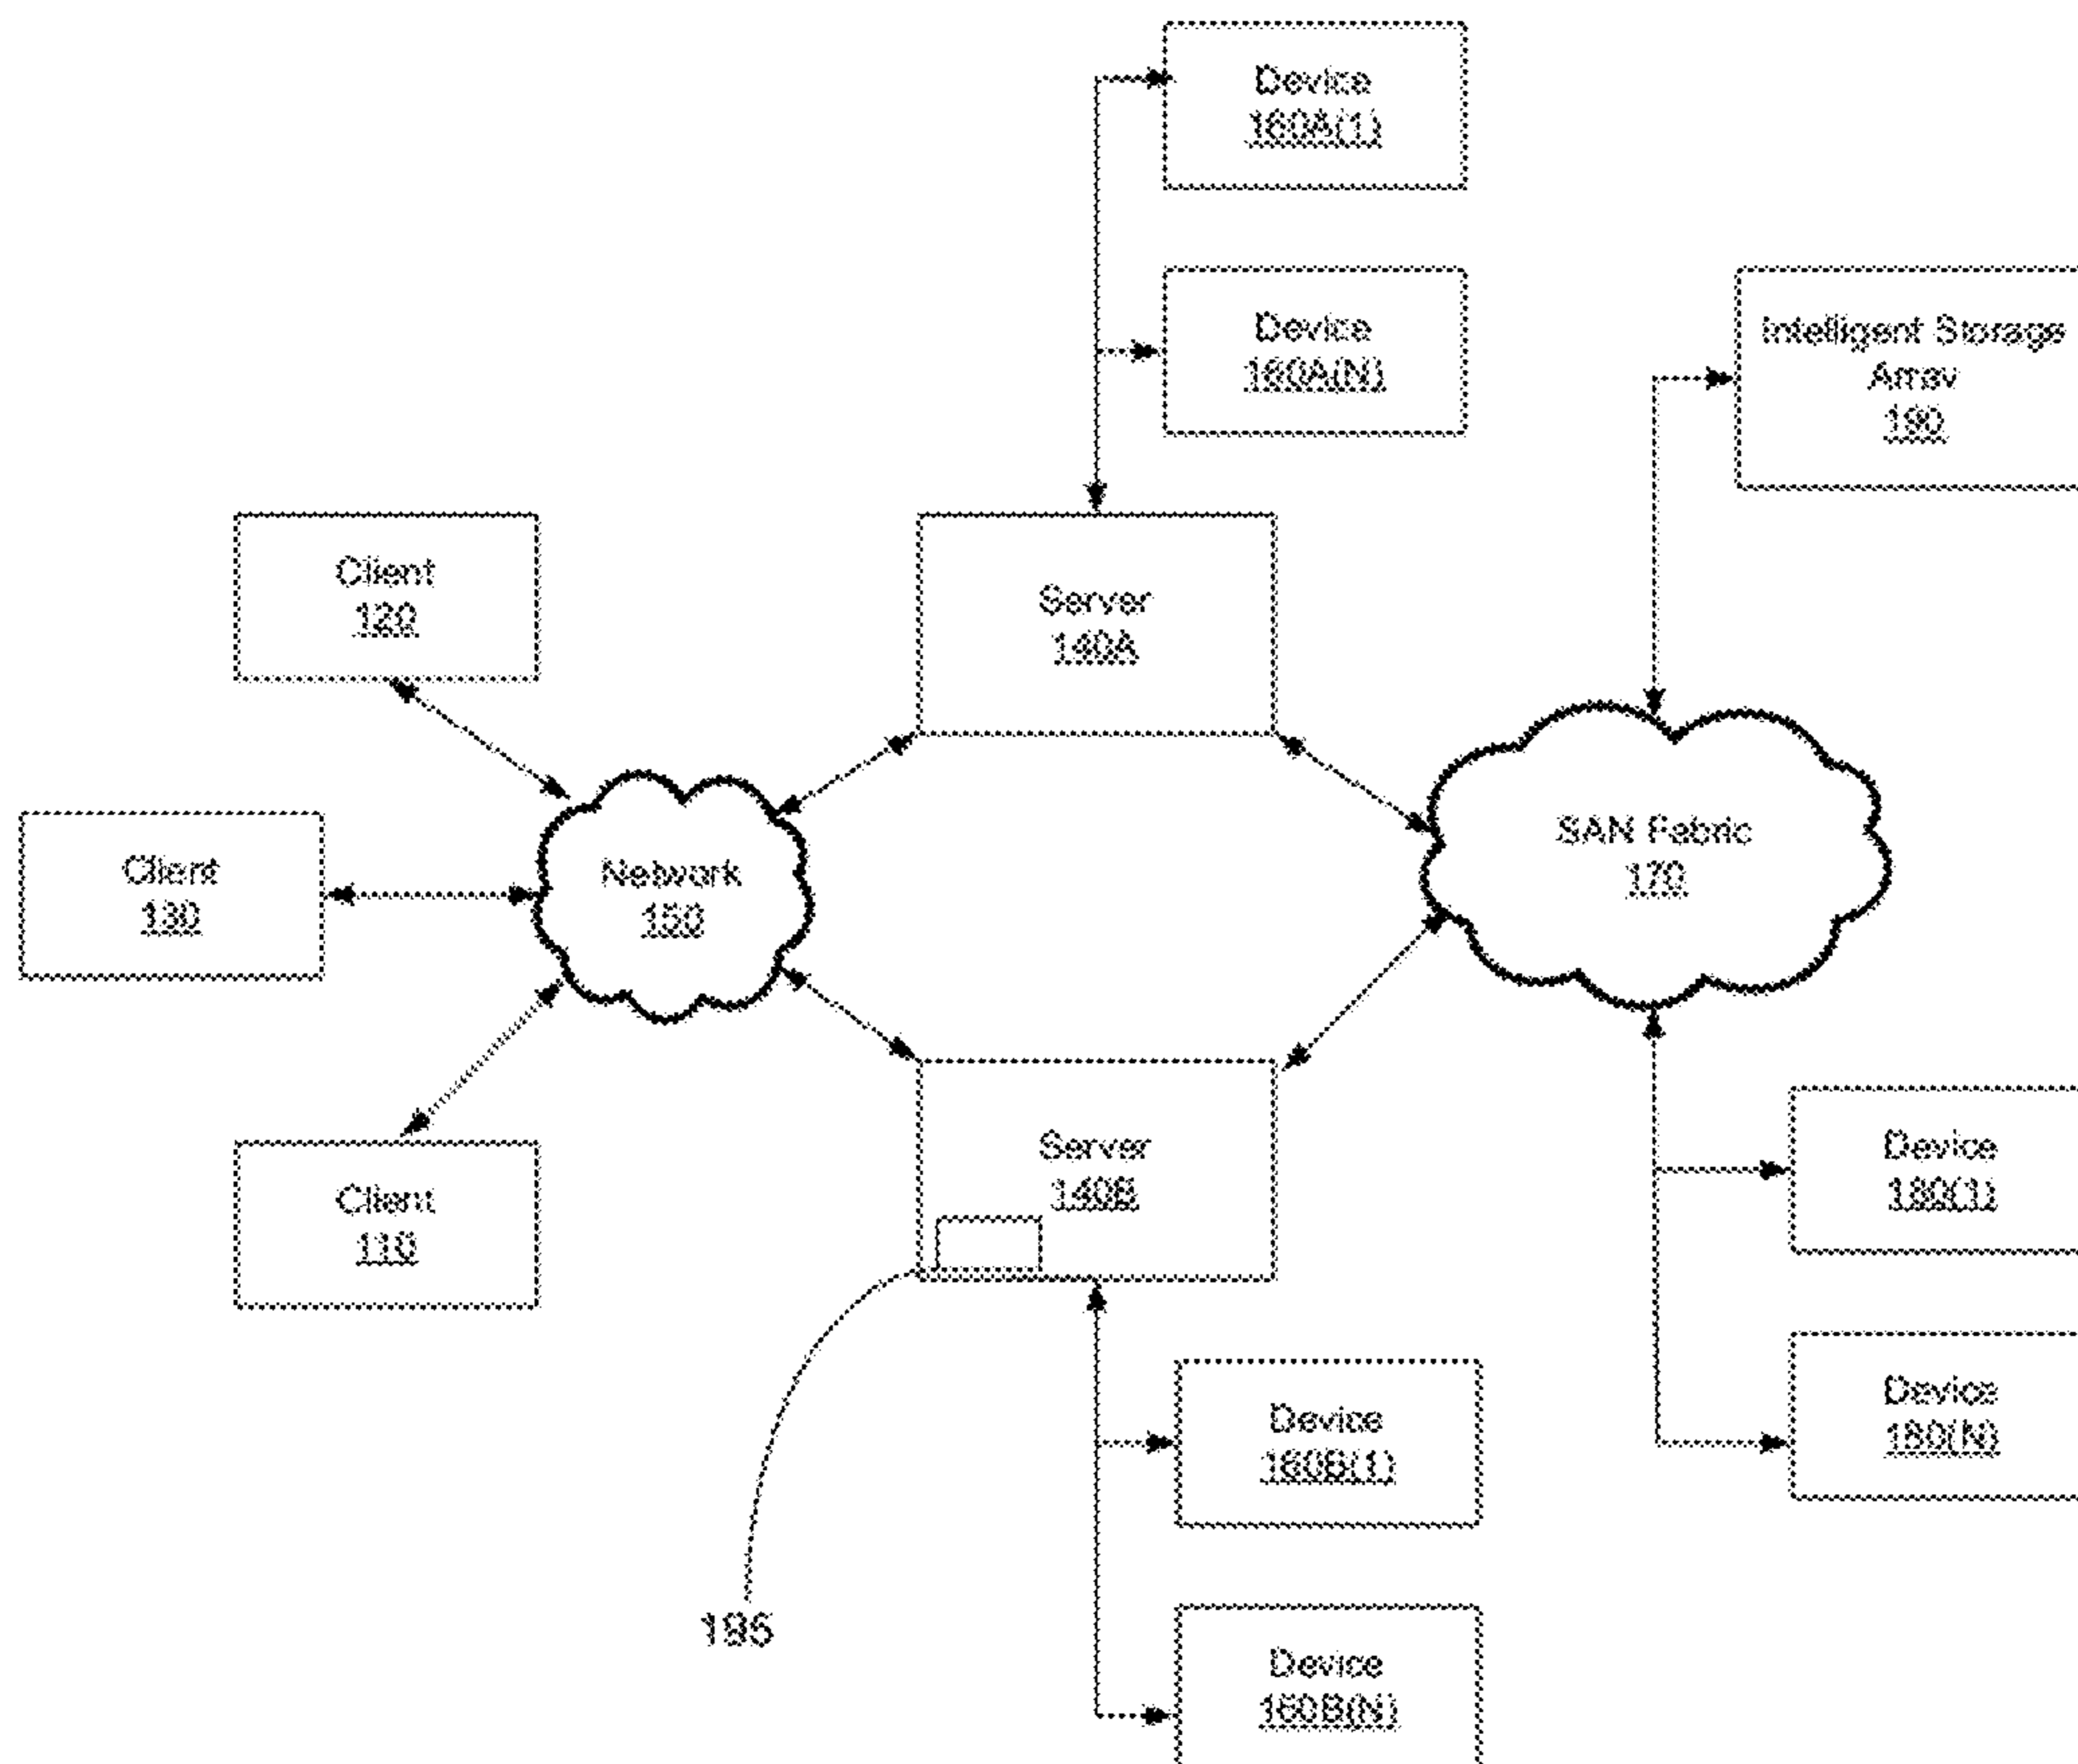 Device
160A(1)
Device
160A(N)
Intelligent Storage
Array
190
Client
120
Server
140A
SAN Fabric
170
Client
130
Network
150
Server
140B
Device
180(1)
Client
110
Device
180(N)
Device
160B(1)
195
Device
160B(N)